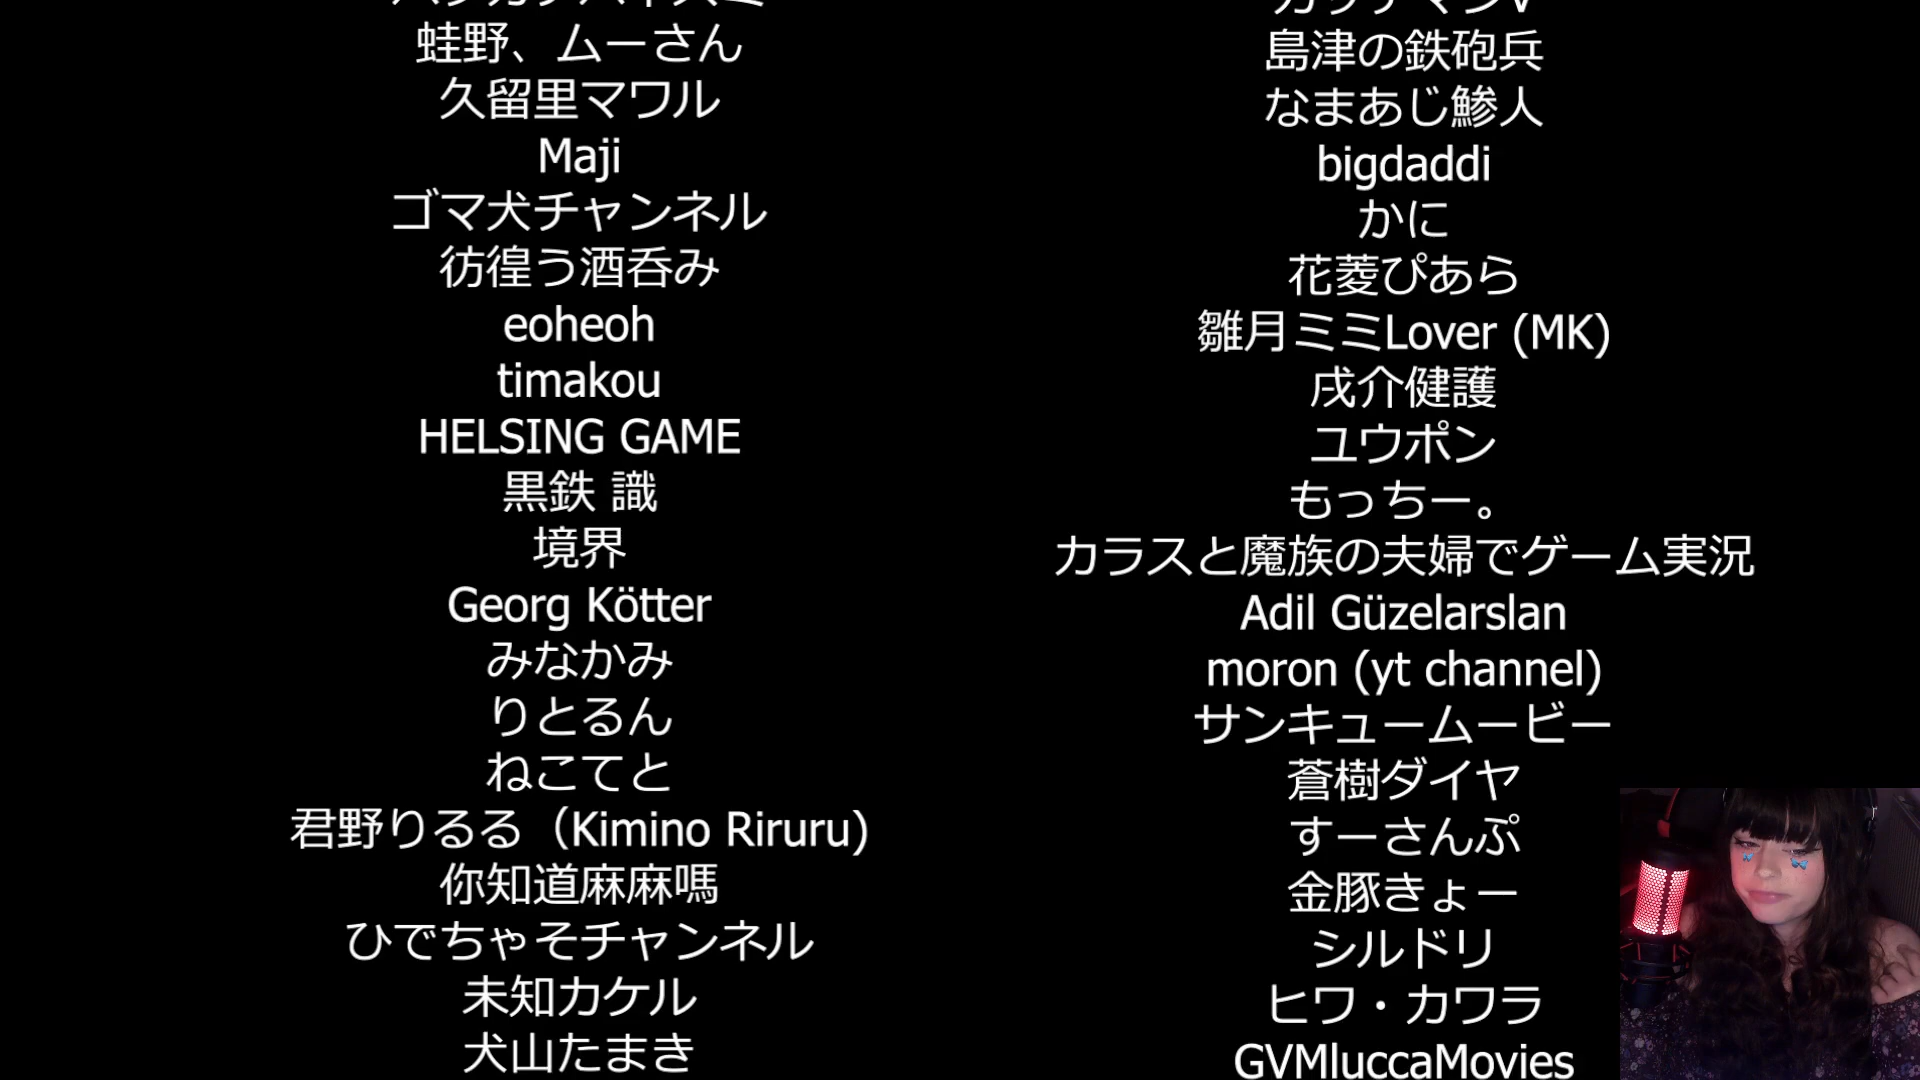 蛙野、ムーさん
久留里マワル
Maji
ゴマ犬チャンネル
彷徨う酒呑み
eoheoh
timakou
HELSING GAME
黒鉄 識
境界
Georg Kötter
みなかみ
りとるん
ねこてと
君野りるる（Kimino Riruru)
你知道麻麻嗎
ひでちゃそチャンネル
未知カケル
犬山たまき
島津の鉄砲兵
なまあじ鯵人
bigdaddi
かに
花菱ぴあら
雛月ミミLover (MK)
戌介健護
ユウポン
もっちー。
カラスと魔族の夫婦でゲーム実況
Adil Güzelarslan
moron (yt channel)
サンキュームービー
蒼樹ダイヤ
すーさんぷ
金豚きょー
シルドリ
ヒワ・カワラ
GVMluccaMovies